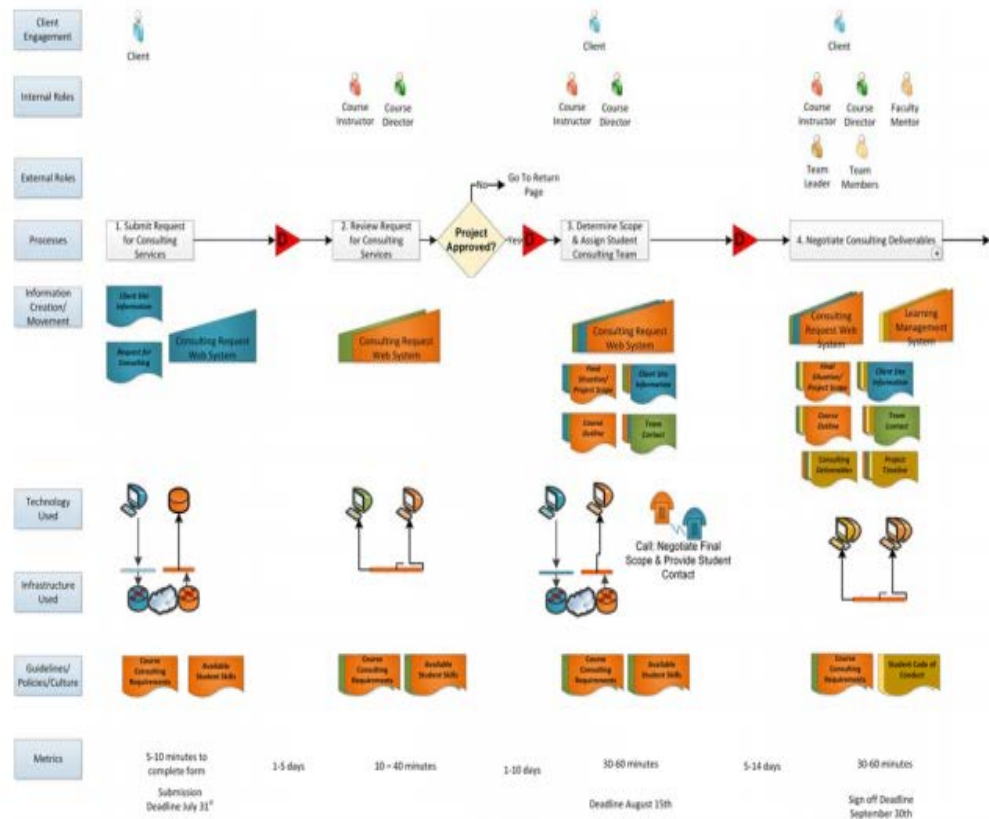 Client
Engagement
Client
Client
Client
Internal Roles
Course
Instructor
Course
Director
Course
Instructor
Course
Director
Course
Instructor
Course
Director
Faculty
Mentor
External Roles
Team
Leader
Team
Members
No
Go To Return
Page
Processes
1. Submit Request
for Consulting
Services
D
2. Review Request
for Consulting
Services
Project
Approved?
Yes
D
3. Determine Scope
& Assign Student
Consulting Team
D
4. Negotiate Consulting Deliverables
+
Information
Creation/
Movement
Client Site
Information
Request for
Consulting
Consulting Request
Web System
Consulting Request
Web System
Consulting Request
Web System
Final
Situation/
Project Scope
Client Site
Information
Course
Outline
Team
Contact
Consulting
Request Web
System
Learning
Management
System
Final
Situation/
Project Scope
Client Site
Information
Course
Outline
Team
Contact
Consulting
Deliverables
Project
Timeline
Technology
Used
Call: Negotiate Final
Scope & Provide Student
Contact
Infrastructure
Used
Guidelines/
Policies/Culture
Course
Consulting
Requirements
Available
Student Skills
Course
Consulting
Requirements
Available
Student Skills
Course
Consulting
Requirements
Available
Student Skills
Course
Consulting
Requirements
Student Code of
Conduct
Metrics
5-10 minutes to
complete form
Submission
Deadline July 31st
1-5 days
10 – 40 minutes
1-10 days
30-60 minutes
Deadline August 15th
5-14 days
30-60 minutes
Sign off Deadline
September 30th